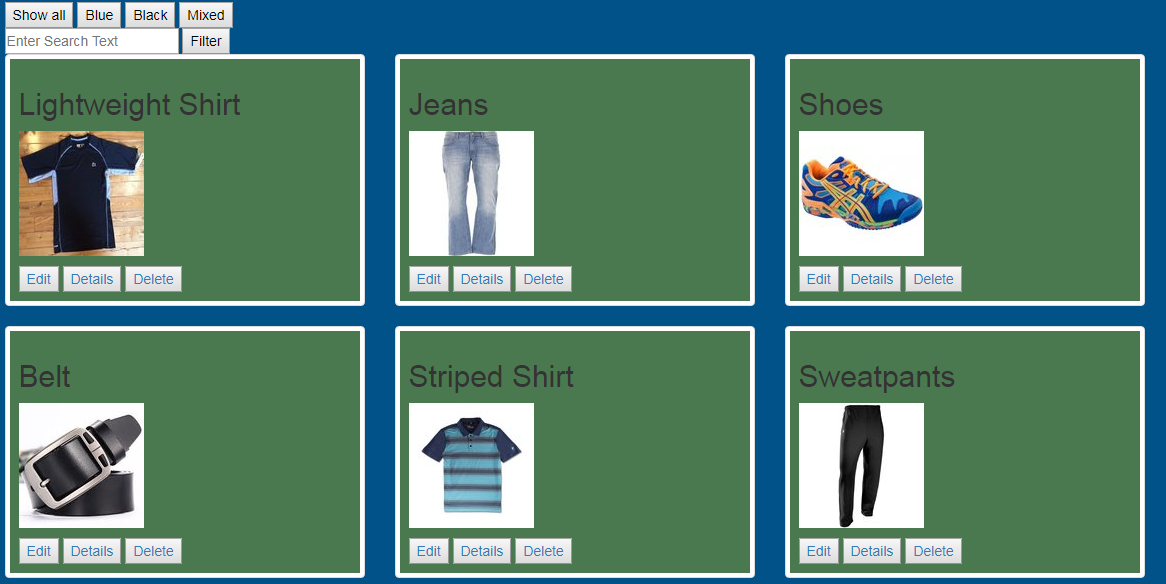 Show all Blue Black Mixed
Enter Search Text Filter
Lightweight Shirt Jeans Shoes
Edit Details Delete Edit Details Delete Edit Details Delete
Belt Striped Shirt Sweatpants
Edit Details Delete Edit Details Delete Edit Details Delete